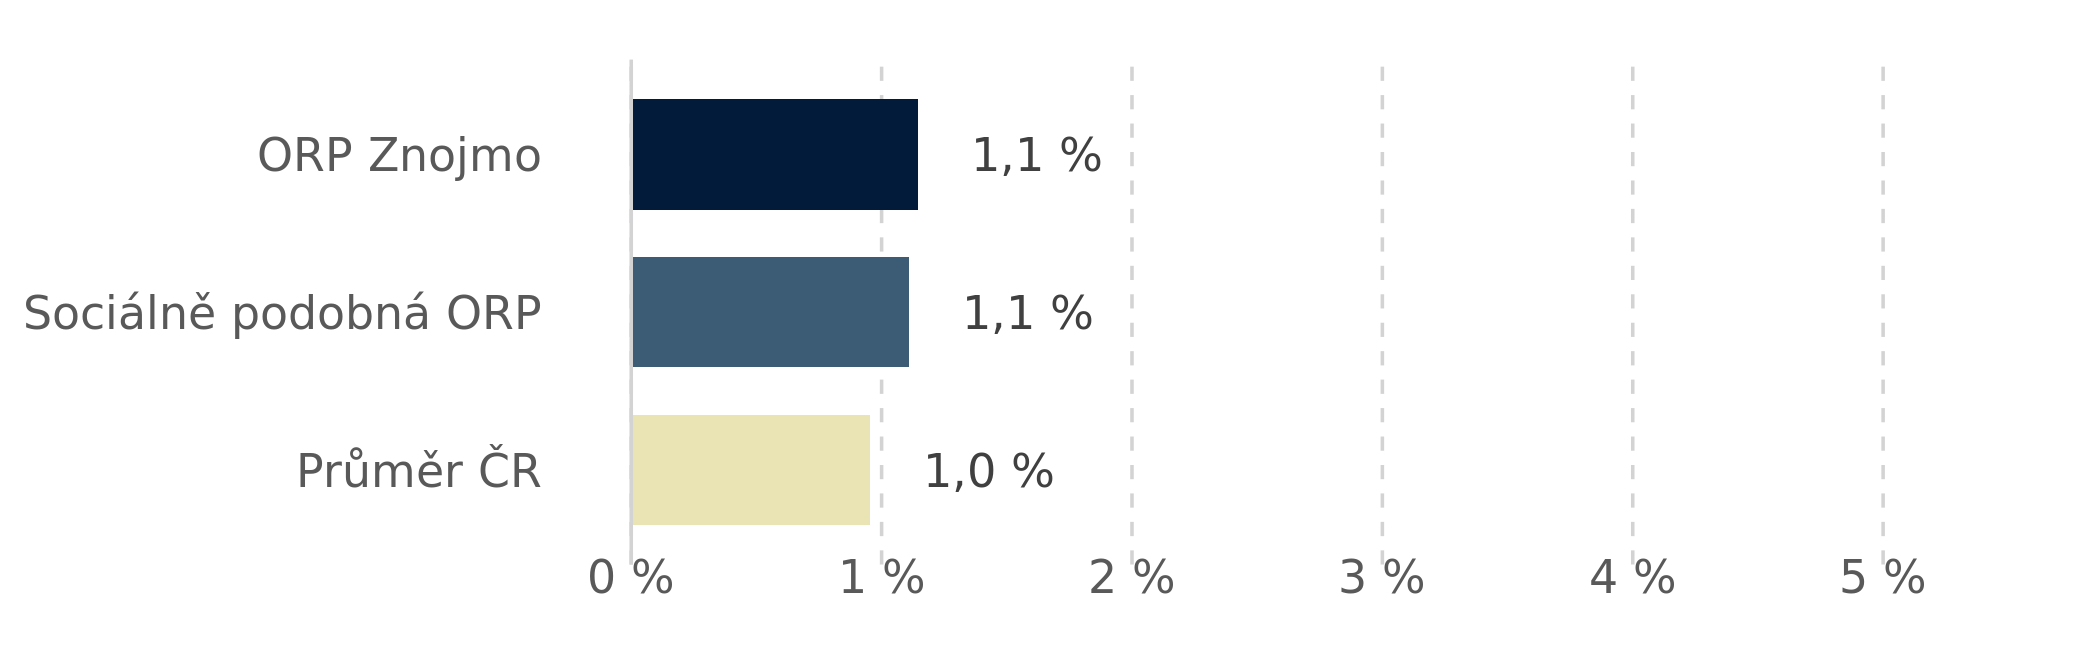 ORP Znojmo
1,1 %
Sociálně podobná ORP
1,1 %
Průměr ČR
1,0 %
0 % 1 % 2 % 3 % 4 % 5 %